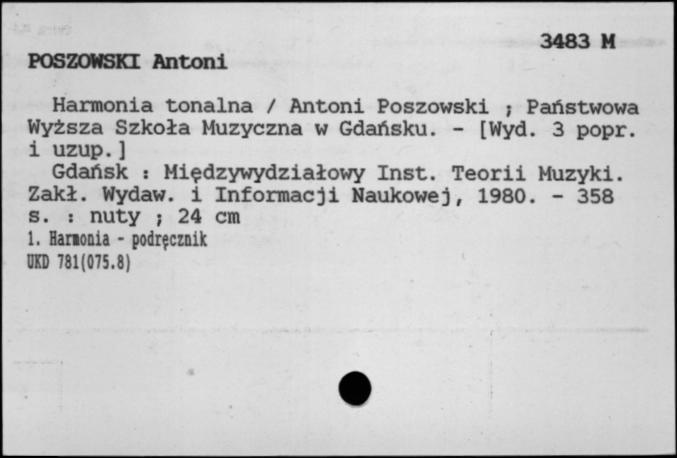 3483 M
POSZOWSKI Antoni
Harmonia tonalna / Antoni Poszowski ; Państwowa
Wyższa Szkoła Muzyczna w Gdańsku. - [Wyd. 3 popr.
i uzup.]
Gdańsk : Międzywydziałowy Inst. Teorii Muzyki.
Zakł. Wydaw. i Informacji Naukowej, 1980. - 358
s. : nuty ; 24 cm
1. Harmonia - podręcznik
UKD 781(075.8)